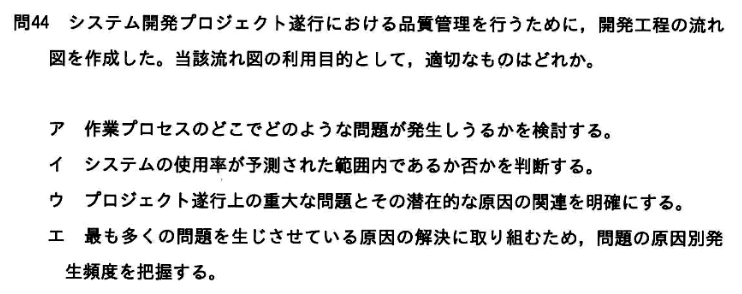 問44 システム開発プロジェクト遂行における品質管理を行うために，開発工程の流れ
図を作成した。当該流れ図の利用目的として，適切なものはどれか。
ア 作業プロセスのどこでどのような問題が発生しうるかを検討する。
イ システムの使用率が予測された範囲内であるか否かを判断する。
ウ プロジェクト遂行上の重大な問題とその潜在的な原因の関連を明確にする。
エ 最も多くの問題を生じさせている原因の解決に取り組むため，問題の原因別発
生頻度を把握する。